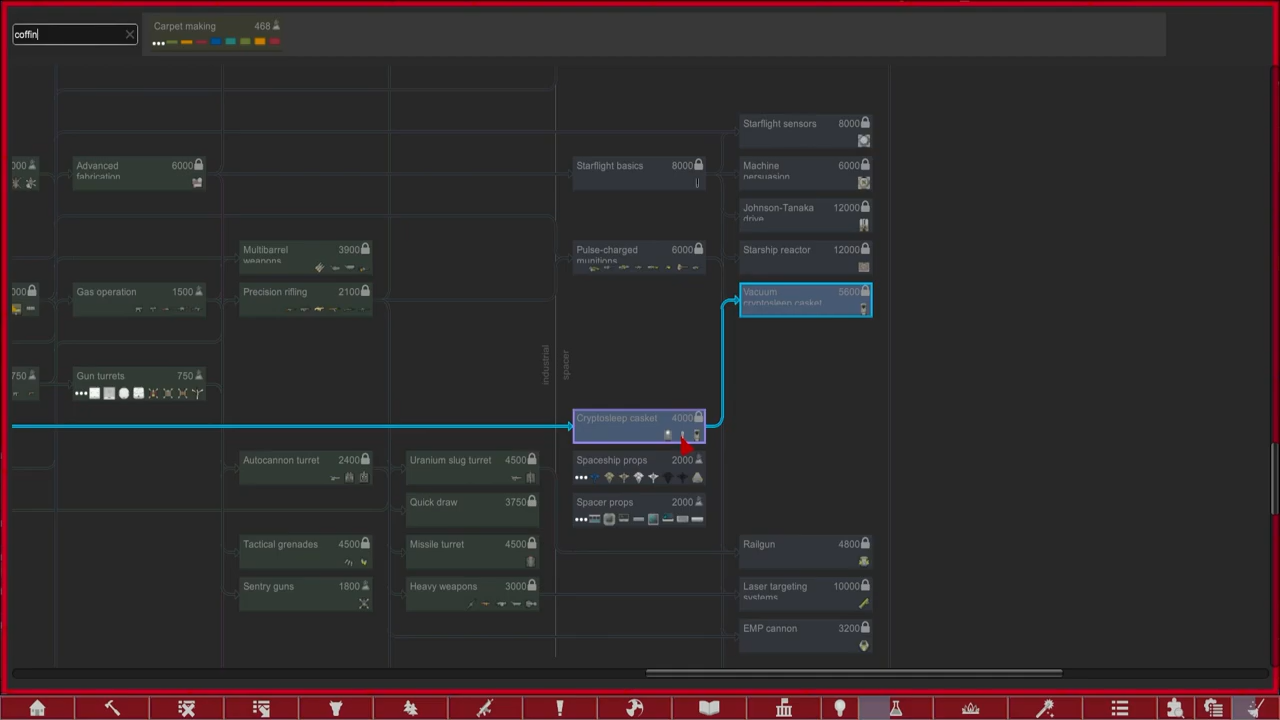 coffin
Carpet making 468
Starflight sensors 8000
000
Advanced fabrication 6000
Starflight basics 8000
Machine persuasion 6000
Johnson-Tanaka drive 12000
Multibarrel weapons 3900
Pulse-charged munitions 6000
Starship reactor 12000
000
Gas operation 1500
Precision rifling 2100
Vacuum cryptosleep casket 5600
industrial
spacer
750
Gun turrets 750
Cryptosleep casket 4000
Autocannon turret 2400
Uranium slug turret 4500
Spaceship props 2000
Quick draw 3750
Spacer props 2000
Tactical grenades 4500
Missile turret 4500
Railgun 4800
Sentry guns 1800
Heavy weapons 3000
Laser targeting systems 10000
EMP cannon 3200